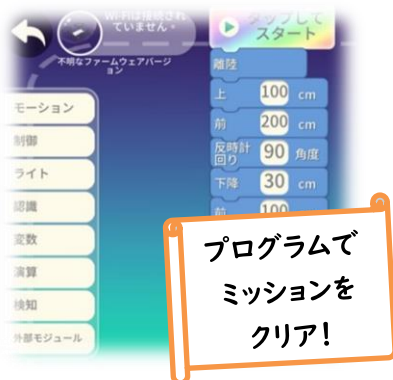 Wi-Fiは接続され
ていません。
不明なファームウェアバージ
ョン
タップして
スタート
離陸
上 100 cm
前 200 cm
反時計
回り 90 角度
下降 30 cm
前 100
モーション
制御
ライト
認識
変数
演算
検知
外部モジュール
プログラムで
ミッションを
クリア!